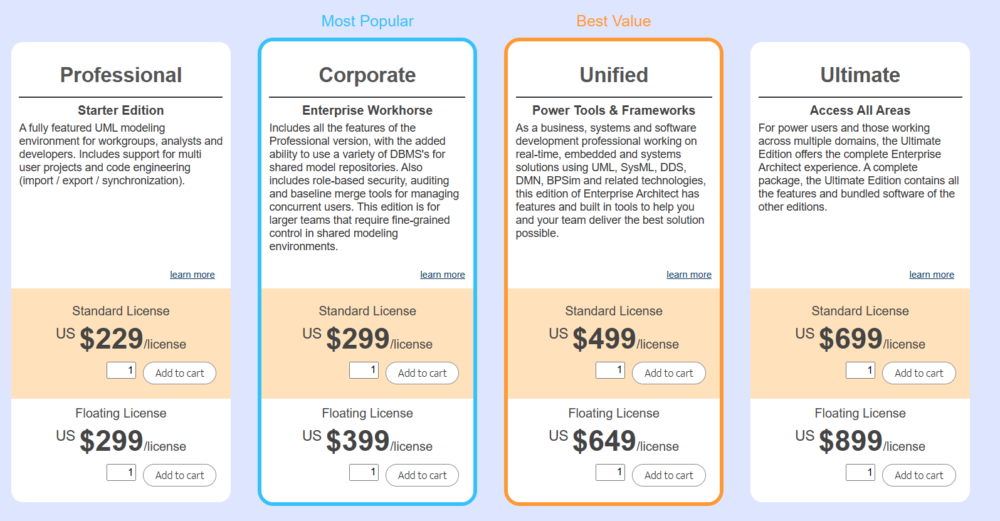 Most Popular
Best Value
Professional
Starter Edition
A fully featured UML modeling
environment for workgroups, analysts and
developers. Includes support for multi
user projects and code engineering
(import / export / synchronization).
learn more
Standard License
US $229/license
1 Add to cart
Floating License
US $299/license
1 Add to cart
Corporate
Enterprise Workhorse
Includes all the features of the
Professional version, with the added
ability to use a variety of DBMS's for
shared model repositories. Also
includes role-based security, auditing
and baseline merge tools for managing
concurrent users. This edition is for
larger teams that require fine-grained
control in shared modeling
environments.
learn more
Standard License
US $299/license
1 Add to cart
Floating License
US $399/license
1 Add to cart
Unified
Power Tools & Frameworks
As a business, systems and software
development professional working on
real-time, embedded and systems
solutions using UML, SysML, DDS,
DMN, BPSim and related technologies,
this edition of Enterprise Architect has
features and built in tools to help you
and your team deliver the best solution
possible.
learn more
Standard License
US $499/license
1 Add to cart
Floating License
US $649/license
1 Add to cart
Ultimate
Access All Areas
For power users and those working
across multiple domains, the Ultimate
Edition offers the complete Enterprise
Architect experience. A complete
package, the Ultimate Edition contains all
the features and bundled software of the
other editions.
learn more
Standard License
US $699/license
1 Add to cart
Floating License
US $899/license
1 Add to cart